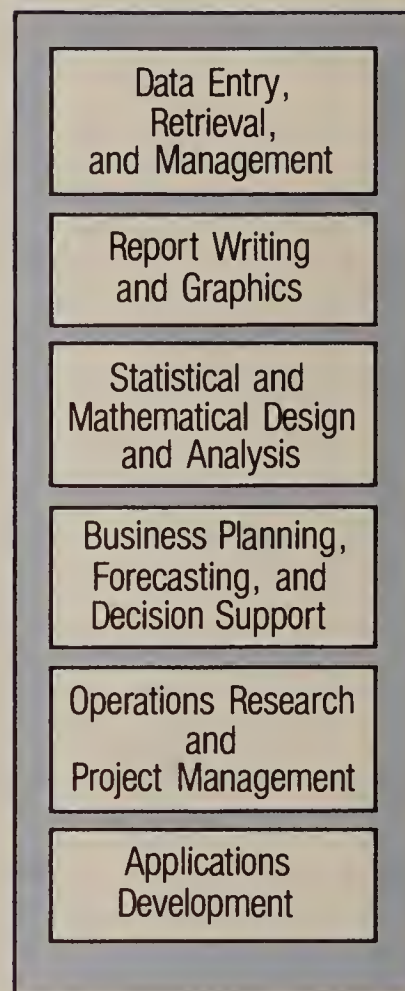 Data Entry,
Retrieval,
and Management
Report Writing
and Graphics
Statistical and
Mathematical Design
and Analysis
Business Planning,
Forecasting, and
Decision Support
Operations Research
and
Project Management
Applications
Development